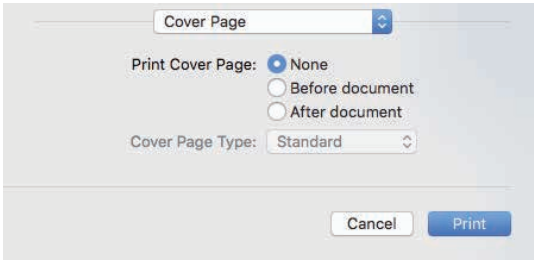 Cover Page
Print Cover Page: None
Before document
After document
Cover Page Type: Standard
Cancel Print